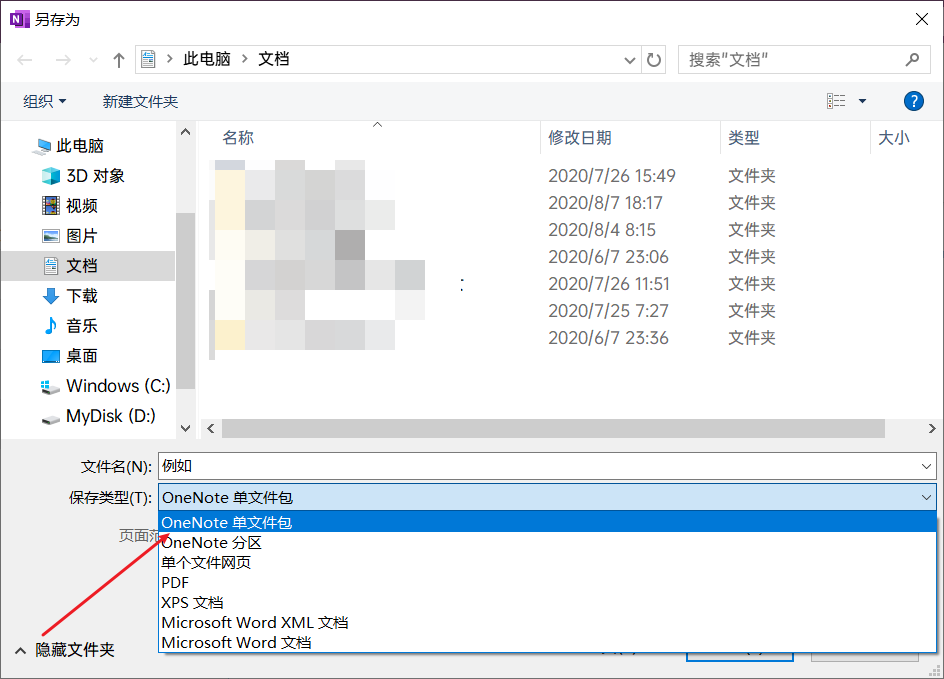 另存为
此电脑 文档
搜索"文档"
组织 新建文件夹
名称 修改日期 类型 大小
此电脑
3D 对象
视频
图片
文档
下载
音乐
桌面
Windows (C:)
MyDisk (D:)
2020/7/26 15:49 文件夹
2020/8/7 18:17 文件夹
2020/8/4 8:15 文件夹
2020/6/7 23:06 文件夹
2020/7/26 11:51 文件夹
2020/7/25 7:27 文件夹
2020/6/7 23:36 文件夹
文件名(N): 例如
保存类型(T): OneNote 单文件包
OneNote 单文件包
OneNote 分区
单个文件网页
PDF
XPS 文档
Microsoft Word XML 文档
Microsoft Word 文档
页面范
隐藏文件夹